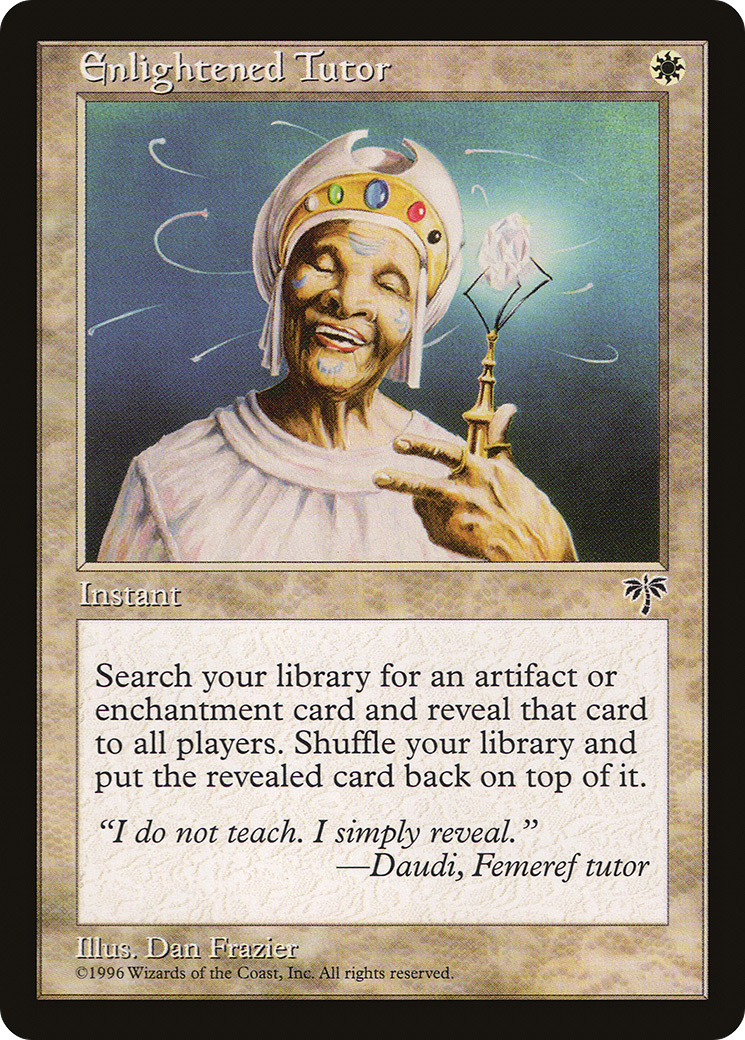 Enlightened Tutor
Instant
Search your library for an artifact or
enchantment card and reveal that card
to all players. Shuffle your library and
put the revealed card back on top of it.
“I do not teach. I simply reveal.”
—Daudi, Femeref tutor
Illus. Dan Frazier
©1996 Wizards of the Coast, Inc. All rights reserved.